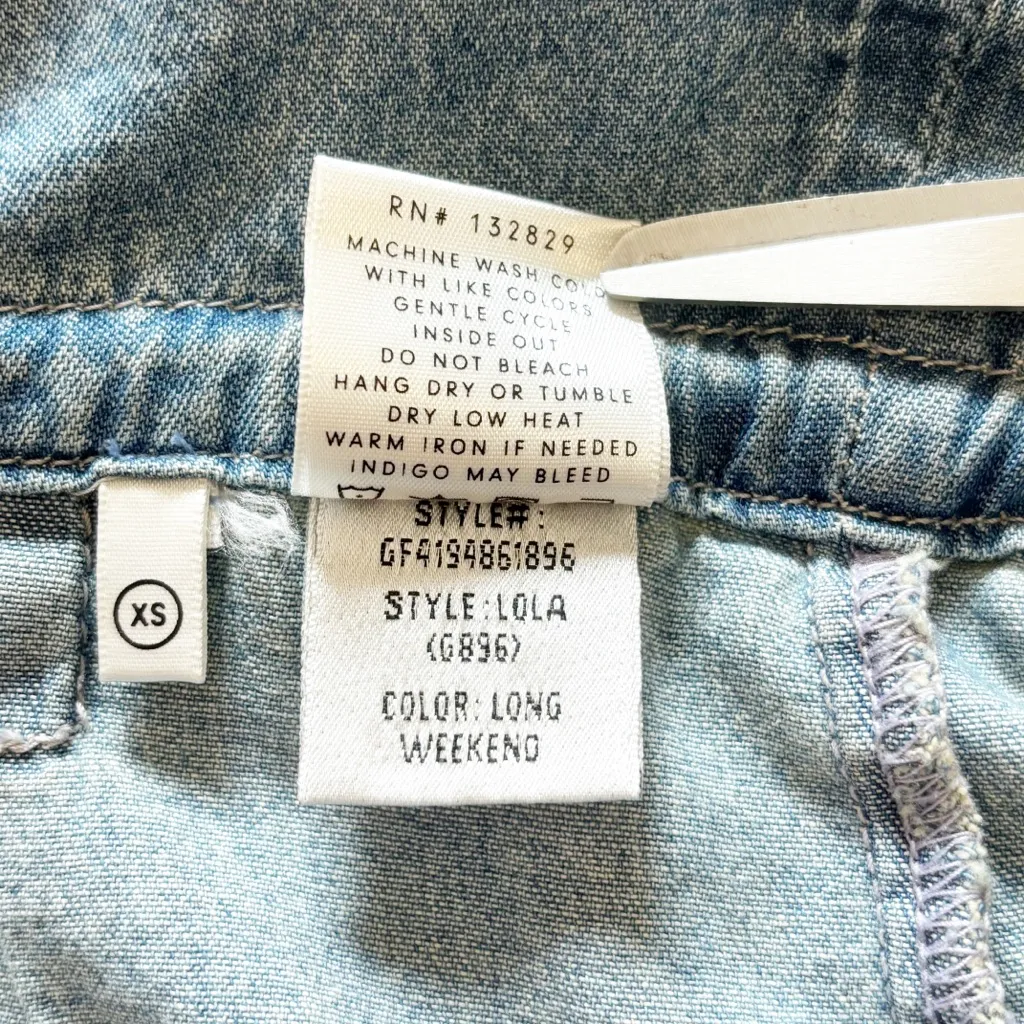 RN# 132829
MACHINE WASH COLD
WITH LIKE COLORS
GENTLE CYCLE
INSIDE OUT
DO NOT BLEACH
HANG DRY OR TUMBLE
DRY LOW HEAT
WARM IRON IF NEEDED
INDIGO MAY BLEED
XS
STYLE#:
GF4194861896
STYLE:LOLA
(G896)
COLOR: LONG
WEEKEND